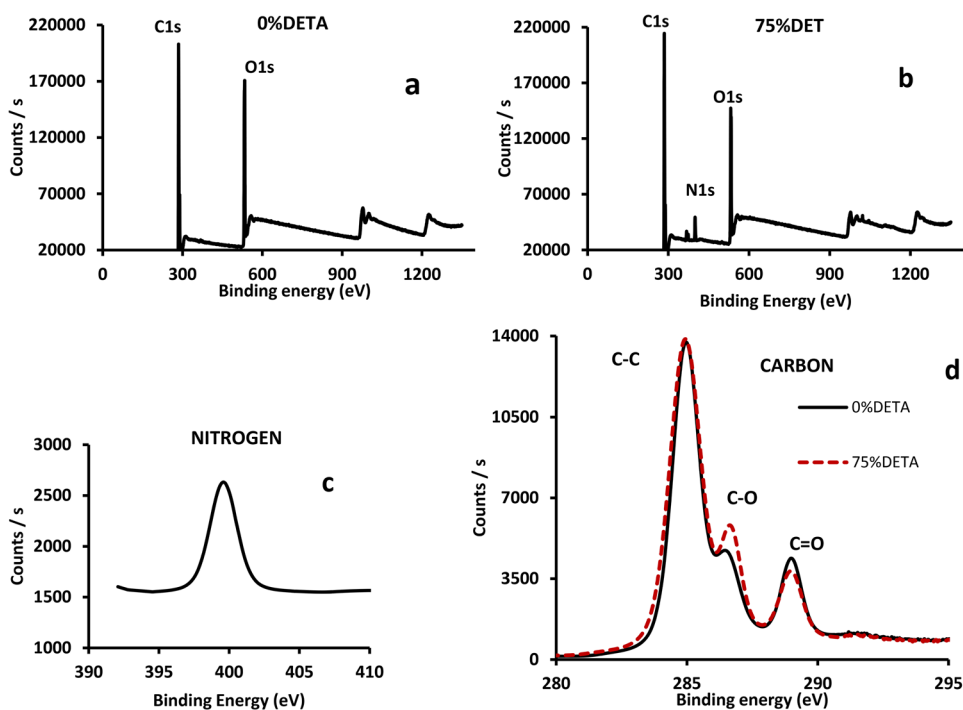 0%DETA
a
C1s
O1s
Counts / s
220000
170000
120000
70000
20000
0
300
600
900
1200
Binding energy (eV)
75%DET
b
C1s
O1s
N1s
Counts / s
220000
170000
120000
70000
20000
0
300
600
900
1200
Binding Energy (eV)
NITROGEN
c
Counts / s
3000
2500
2000
1500
1000
390
395
400
405
410
Binding Energy (eV)
CARBON
d
C-C
C-O
C=O
0%DETA
75%DETA
Counts / s
14000
10500
7000
3500
0
280
285
290
295
Binding energy (eV)